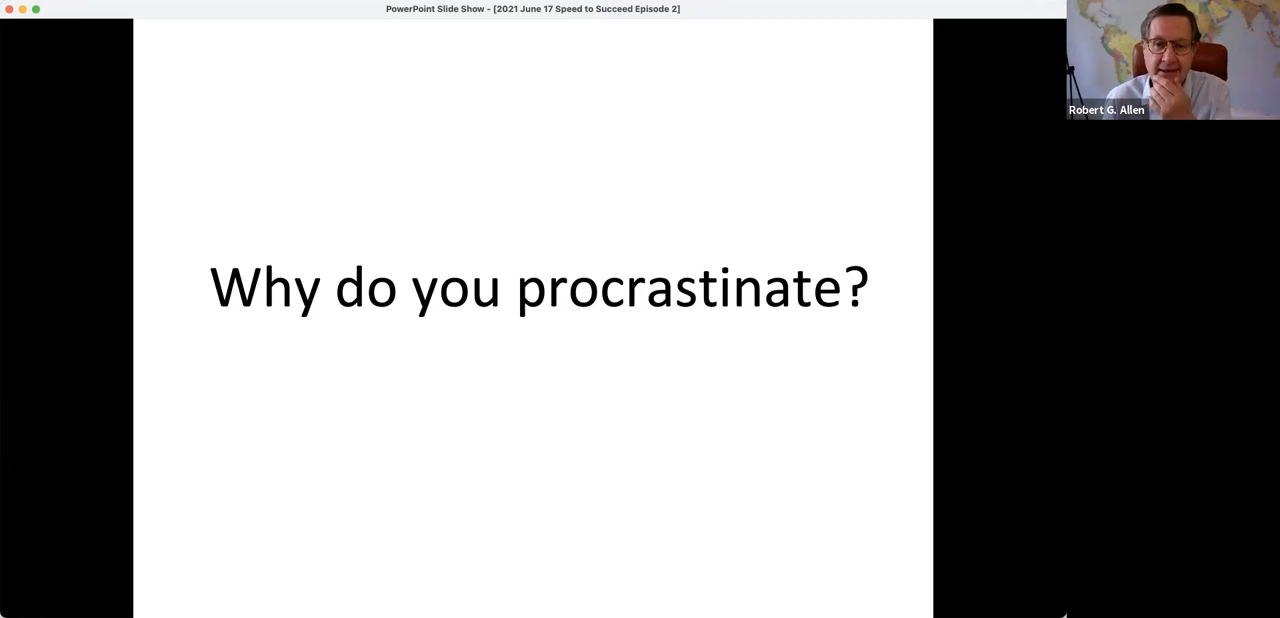 PowerPoint Slide Show - [2021 June 17 Speed to Succeed Episode 2]
Robert G. Allen
Why do you procrastinate?